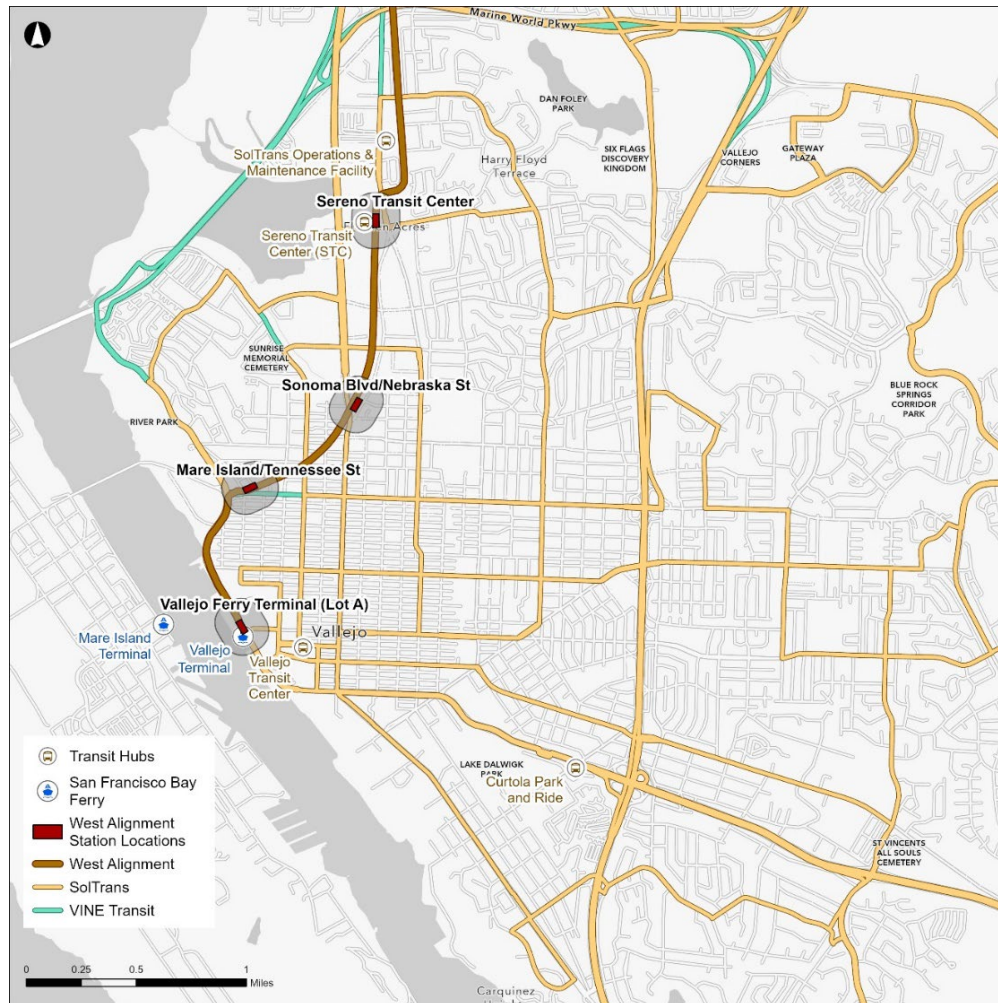 Marine World Pkwy
DAN FOLEY
PARK
SolTrans Operations &
Maintenance Facility
Harry Floyd
Terrace
SIX FLAGS
DISCOVERY
KINGDOM
VALLEJO
CORNERS
GATEWAY
PLAZA
Sereno Transit Center
Acres
Sereno Transit
Center (STC)
SUNRISE
MEMORIAL
CEMETERY
Sonoma Blvd/Nebraska St
BLUE ROCK
SPRINGS
CORRIDOR
PARK
RIVER PARK
Mare Island/Tennessee St
Vallejo Ferry Terminal (Lot A)
Mare Island
Terminal
Vallejo
Terminal
Vallejo
Vallejo
Transit
Center
LAKE DALWIGK
PARK
Curtola Park
and Ride
ST VINCENTS
ALL SOULS
CEMETERY
Transit Hubs
San Francisco Bay
Ferry
West Alignment
Station Locations
West Alignment
SolTrans
VINE Transit
0 0.25 0.5 1
Miles
Carquinez